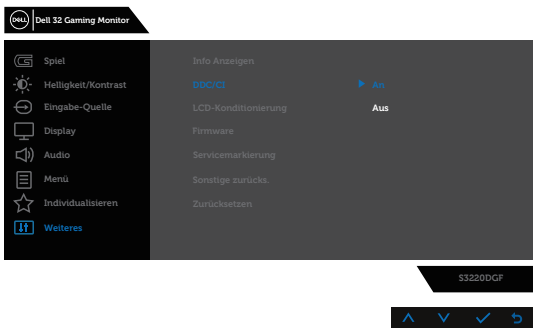 DELL Dell 32 Gaming Monitor
Spiel
Helligkeit/Kontrast
Eingabe-Quelle
Display
Audio
Menü
Individualisieren
Weiteres
Info Anzeigen
DDC/CI An
LCD-Konditionierung Aus
Firmware
Servicemarkierung
Sonstige zurücks.
Zurücksetzen
S3220DGF